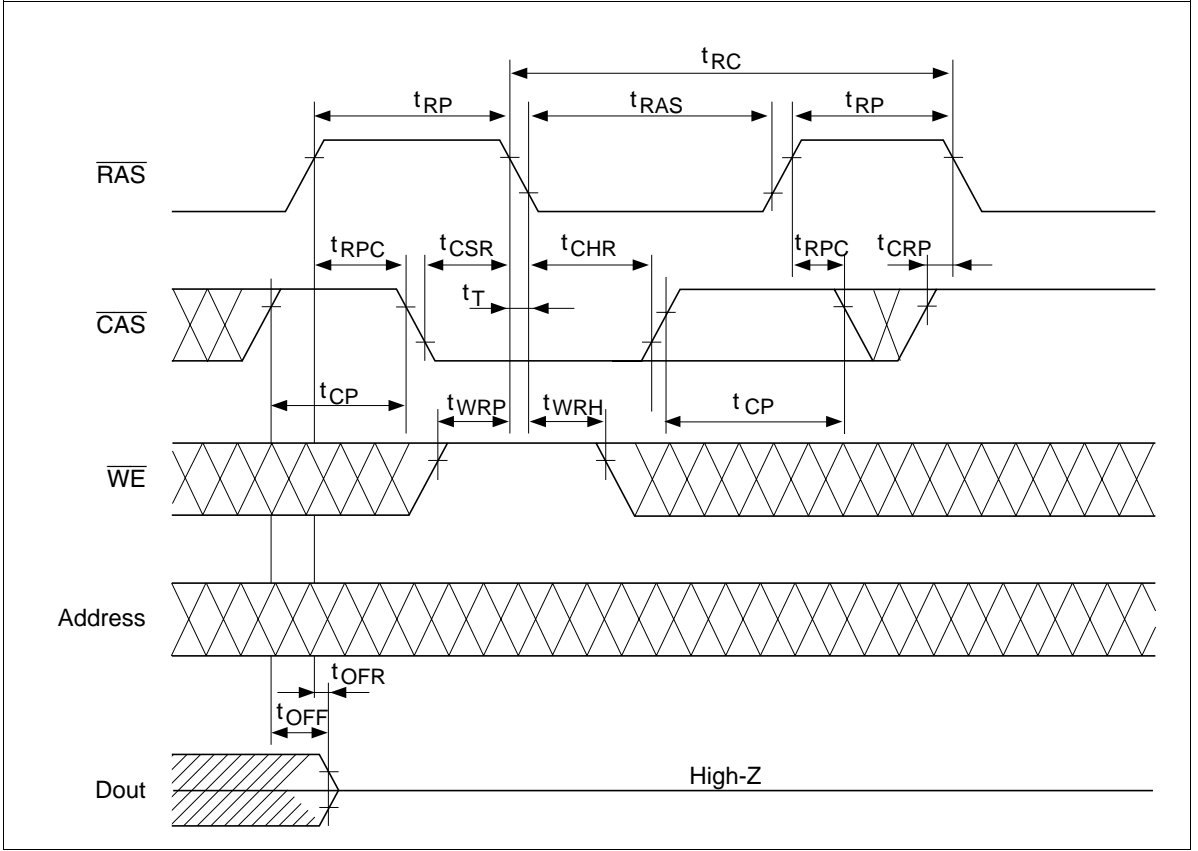 tRC
tRP tRAS tRP
RAS
tRPC tCSR tCHR tRPC tCRP
tT
CAS
tCP tWRP tWRH tCP
WE
Address
tOFR
tOFF
High-Z
Dout